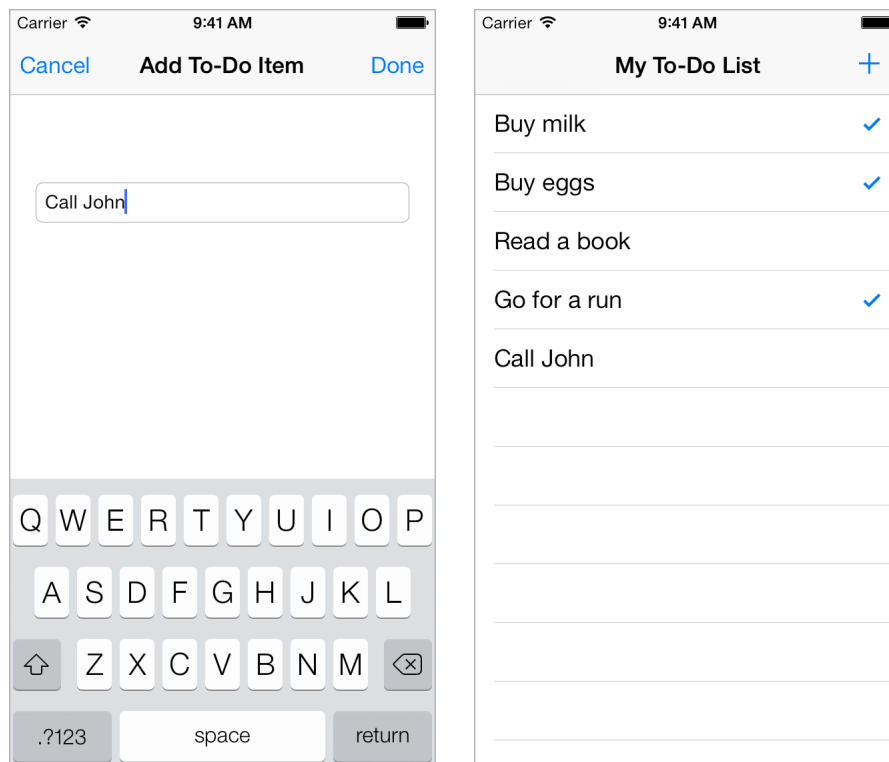 Carrier 9:41 AM
Cancel Add To-Do Item Done
Call John
Q W E R T Y U I O P
A S D F G H J K L
Z X C V B N M
.?123 space return
Carrier 9:41 AM
My To-Do List +
Buy milk
Buy eggs
Read a book
Go for a run
Call John